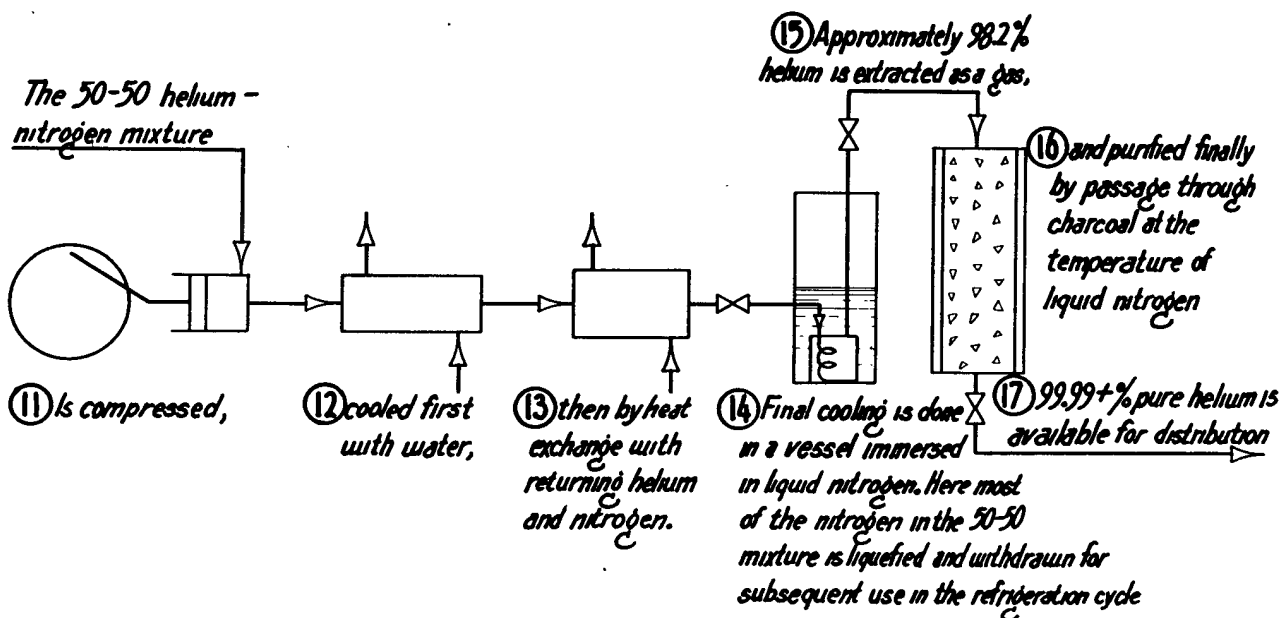 The 50-50 helium -
nitrogen mixture
11 Is compressed,
12 cooled first
with water,
13 then by heat
exchange with
returning helium
and nitrogen.
14 Final cooling is done
in a vessel immersed
in liquid nitrogen. Here most
of the nitrogen in the 50-50
mixture is liquefied and withdrawn for
subsequent use in the refrigeration cycle
15 Approximately 98.2%
helium is extracted as a gas,
16 and purified finally
by passage through
charcoal at the
temperature of
liquid nitrogen
17 99.99+% pure helium is
available for distribution